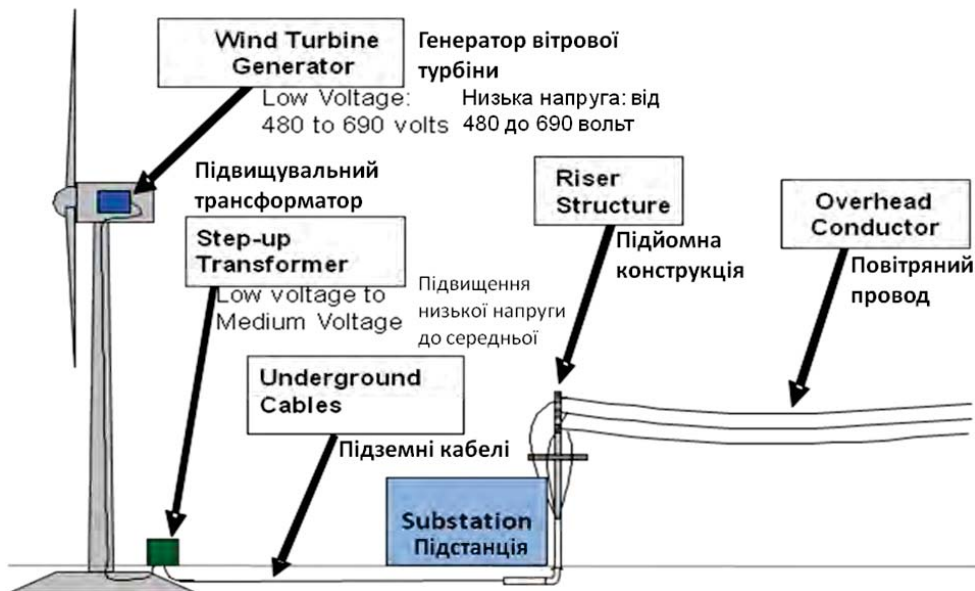 Wind Turbine
Generator
Генератор вітрової
турбіни
Low Voltage:
480 to 690 volts
Низька напруга: від
480 до 690 вольт
Підвищувальний
трансформатор
Step-up
Transformer
Low voltage to
Medium Voltage
Підвищення
низької напруги
до середньої
Riser
Structure
Підйомна
конструкція
Overhead
Conductor
Повітряний
провод
Underground
Cables
Підземні кабелі
Substation
Підстанція